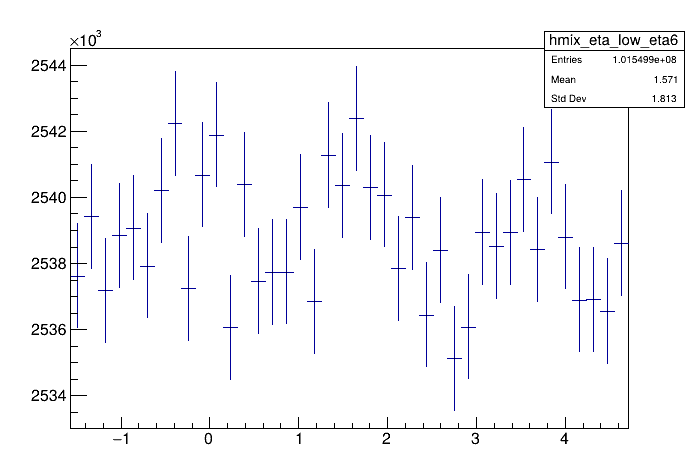 ×10³
hmix_eta_low_eta6
Entries 1.015499e+08
Mean 1.571
Std Dev 1.813
2544
2542
2540
2538
2536
2534
−1 0 1 2 3 4